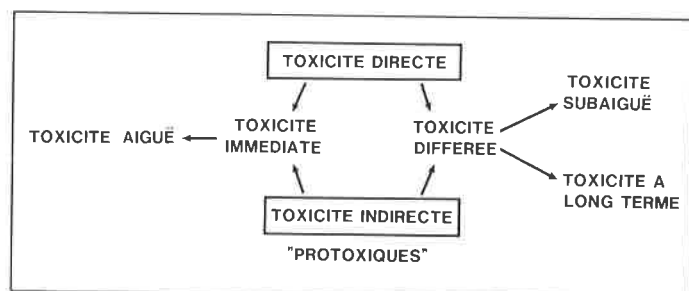 TOXICITE DIRECTE
TOXICITE
SUBAIGUË
TOXICITE AIGUË
TOXICITE
IMMEDIATE
TOXICITE
DIFFEREE
TOXICITE A
LONG TERME
TOXICITE INDIRECTE
"PROTOXIQUES"